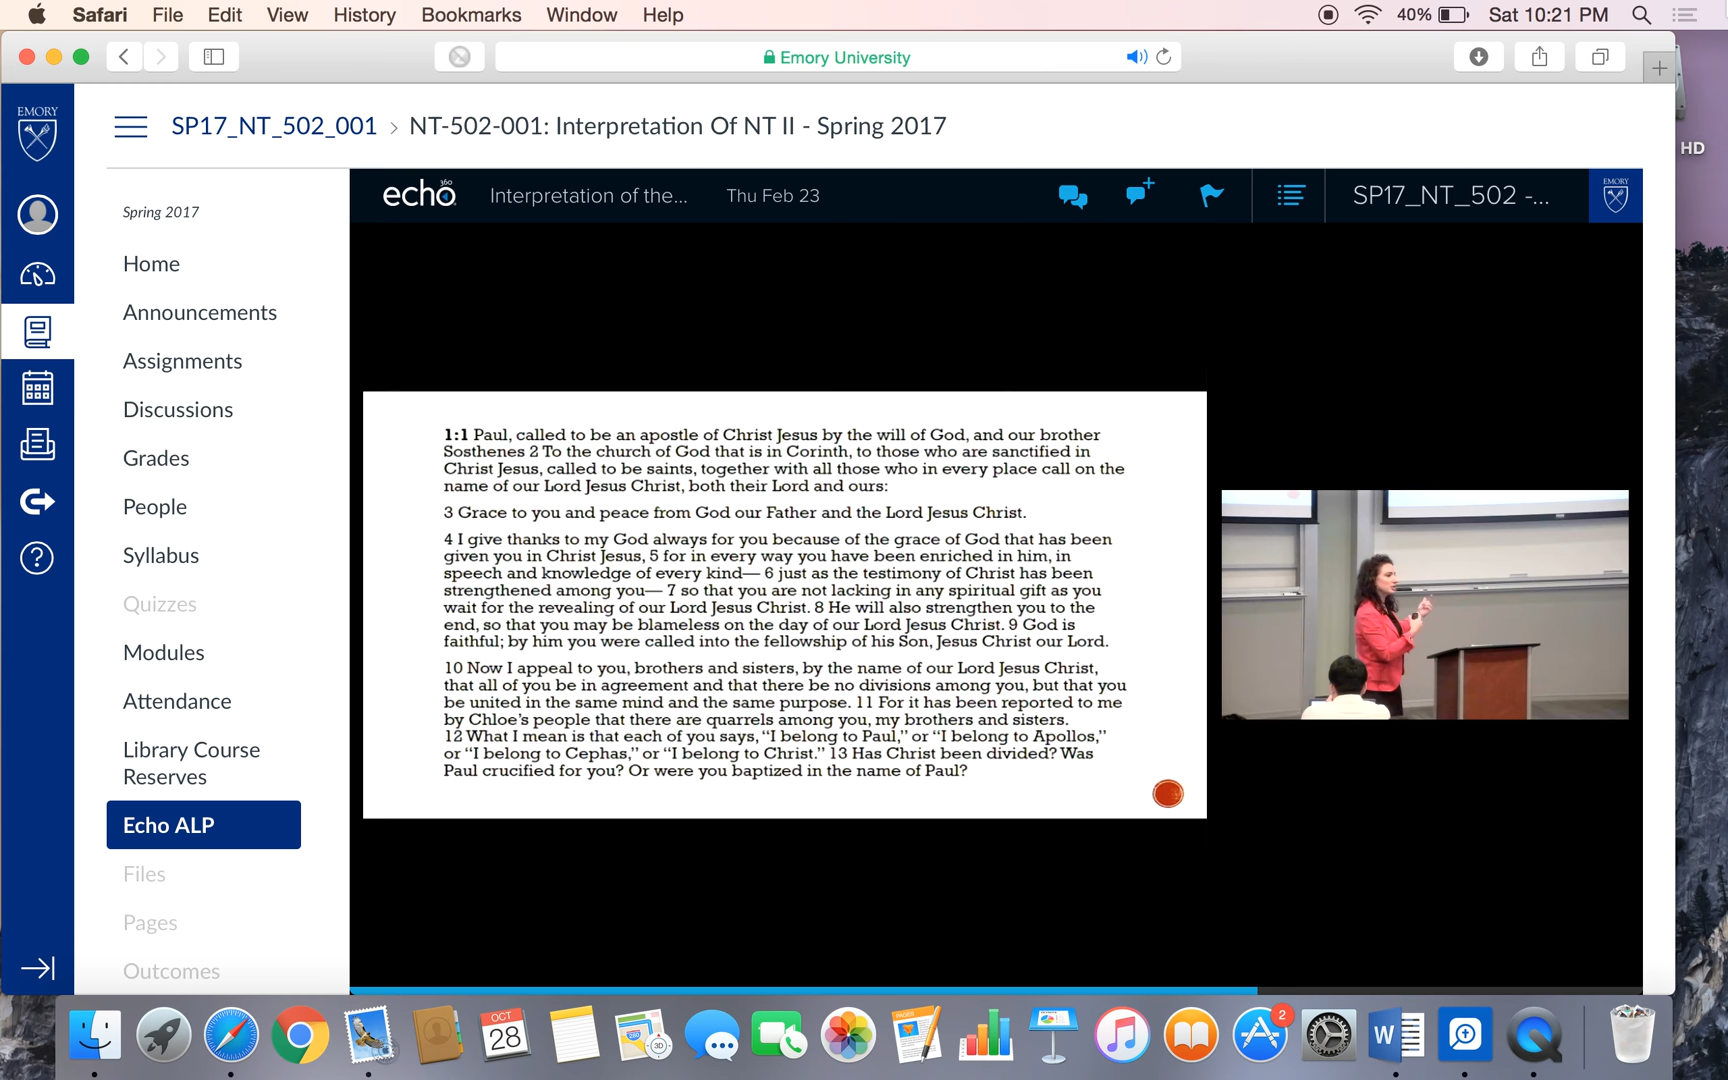 Safari File Edit View History Bookmarks Window Help 40% Sat 10:21 PM
Emory University
HD
EMORY
SP17_NT_502_001 › NT-502-001: Interpretation Of NT II - Spring 2017
echo 360 Interpretation of the... Thu Feb 23 SP17_NT_502 -... EMORY
Spring 2017
Home
Announcements
Assignments
Discussions
Grades
People
Syllabus
Quizzes
Modules
Attendance
Library Course
Reserves
Echo ALP
Files
Pages
Outcomes
1:1 Paul, called to be an apostle of Christ Jesus by the will of God, and our brother
Sosthenes 2 To the church of God that is in Corinth, to those who are sanctified in
Christ Jesus, called to be saints, together with all those who in every place call on the
name of our Lord Jesus Christ, both their Lord and ours:
3 Grace to you and peace from God our Father and the Lord Jesus Christ.
4 I give thanks to my God always for you because of the grace of God that has been
given you in Christ Jesus, 5 for in every way you have been enriched in him, in
speech and knowledge of every kind— 6 just as the testimony of Christ has been
strengthened among you— 7 so that you are not lacking in any spiritual gift as you
wait for the revealing of our Lord Jesus Christ. 8 He will also strengthen you to the
end, so that you may be blameless on the day of our Lord Jesus Christ. 9 God is
faithful; by him you were called into the fellowship of his Son, Jesus Christ our Lord.
10 Now I appeal to you, brothers and sisters, by the name of our Lord Jesus Christ,
that all of you be in agreement and that there be no divisions among you, but that you
be united in the same mind and the same purpose. 11 For it has been reported to me
by Chloe's people that there are quarrels among you, my brothers and sisters.
12 What I mean is that each of you says, “I belong to Paul,” or “I belong to Apollos,”
or “I belong to Cephas,” or “I belong to Christ.” 13 Has Christ been divided? Was
Paul crucified for you? Or were you baptized in the name of Paul?
OCT
28
3D
PAGES
2
W